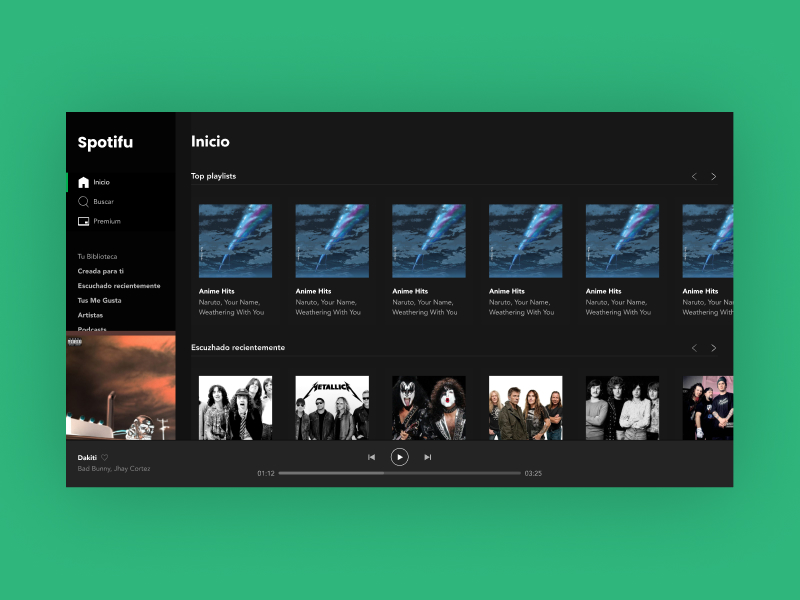 Spotifu
Inicio
Buscar
Premium
Tu Biblioteca
Creada para ti
Escuchado recientemente
Tus Me Gusta
Artistas
Podcasts
Inicio
Top playlists
Anime Hits
Naruto, Your Name,
Weathering With You
Anime Hits
Naruto, Your Name,
Weathering With You
Anime Hits
Naruto, Your Name,
Weathering With You
Anime Hits
Naruto, Your Name,
Weathering With You
Anime Hits
Naruto, Your Name,
Weathering With You
Anime Hits
Naruto, Your Na
Weathering With
Escuzhado recientemente
METALLICA
Dakiti
Bad Bunny, Jhay Cortez
01:12
03:25